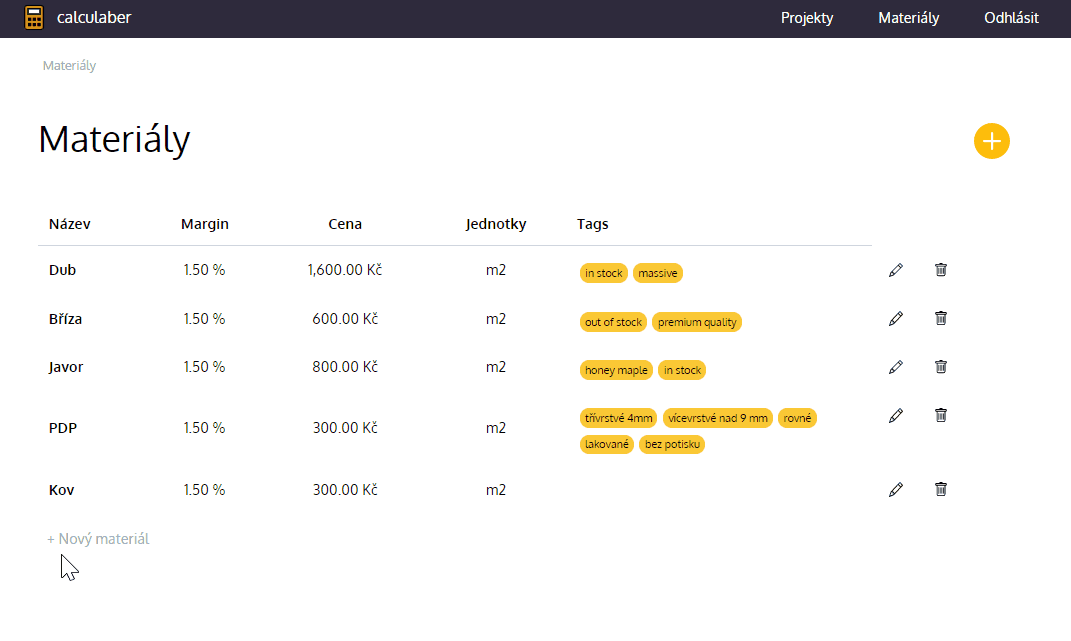 calculaber Projekty Materiály Odhlásit
Materiály
Materiály
Název Margin Cena Jednotky Tags
Dub 1.50 % 1,600.00 Kč m2 in stock massive
Bříza 1.50 % 600.00 Kč m2 out of stock premium quality
Javor 1.50 % 800.00 Kč m2 honey maple in stock
PDP 1.50 % 300.00 Kč m2 třívrstvé 4mm vícevrstvé nad 9 mm rovné
lakované bez potisku
Kov 1.50 % 300.00 Kč m2
+ Nový materiál